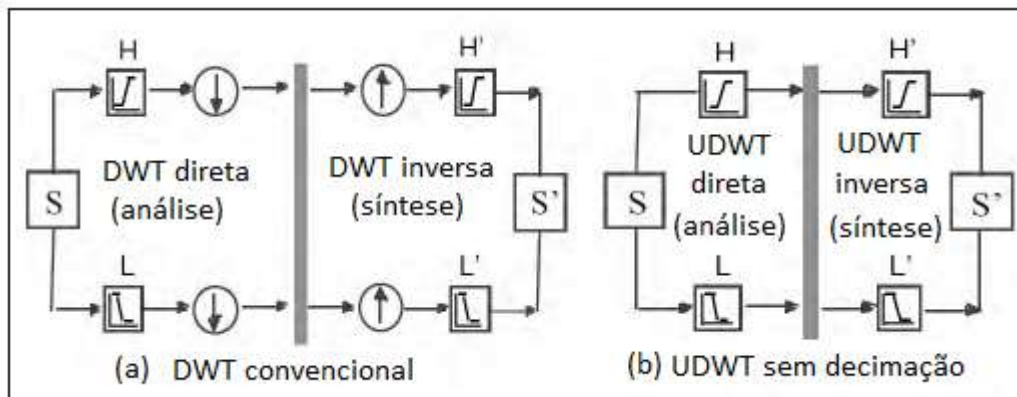 H H'
DWT direta
(análise)
DWT inversa
(síntese)
S S'
L L'
(a) DWT convencional
H H'
UDWT
direta
(análise)
UDWT
inversa
(síntese)
S S'
L L'
(b) UDWT sem decimação